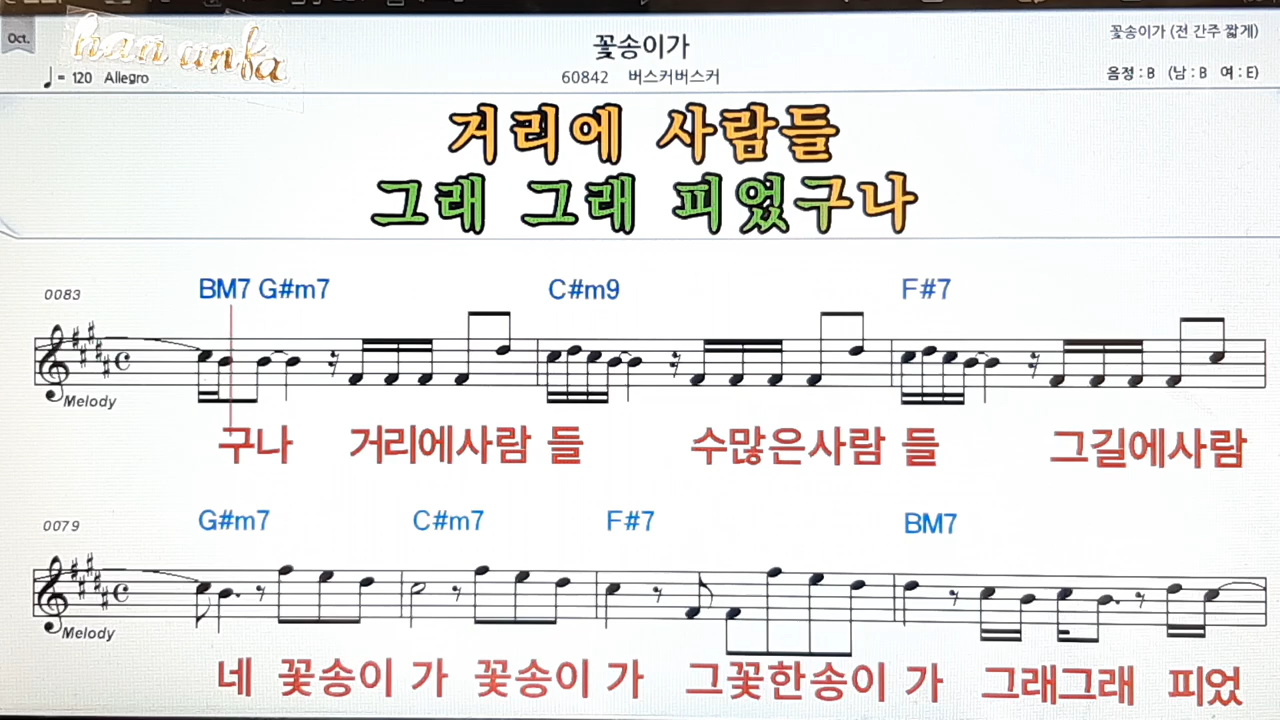 Oct.
han unfa
꽃송이가
꽃송이가 (전 간주 짧게)
♩= 120 Allegro
60842 버스커버스커
음정 : B (남 : B 여 : E)
거리에 사람들
그래 그래 피었구나
0083
BM7 G#m7 C#m9 F#7
Melody
구나 거리에사람 들 수많은사람 들 그길에사람
0079
G#m7 C#m7 F#7 BM7
Melody
네 꽃송이 가 꽃송이 가 그꽃한송이 가 그래그래 피었